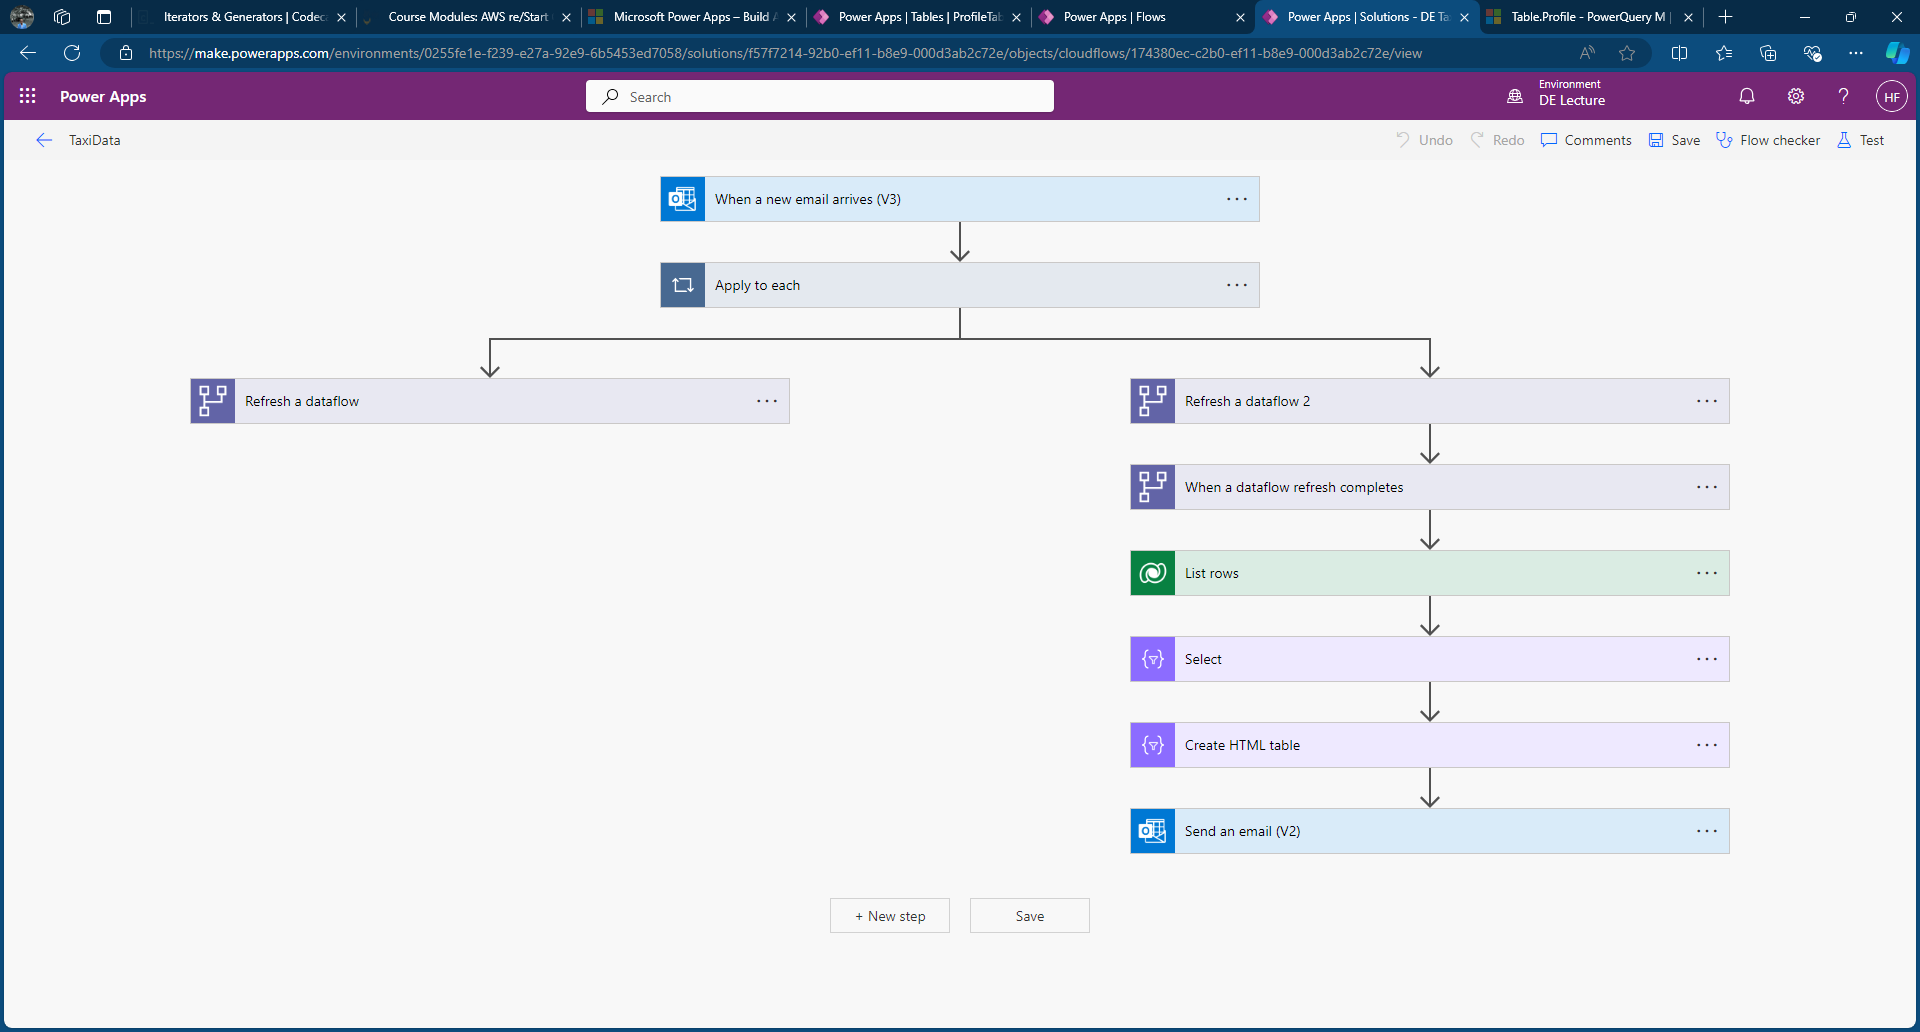 Iterators & Generators | Codec
Course Modules: AWS re/Start
Microsoft Power Apps – Build A
Power Apps | Tables | ProfileTab
Power Apps | Flows
Power Apps | Solutions - DE Ta
Table.Profile - PowerQuery M |
https://make.powerapps.com/environments/0255fe1e-f239-e27a-92e9-6b5453ed7058/solutions/f57f7214-92b0-ef11-b8e9-000d3ab2c72e/objects/cloudflows/174380ec-c2b0-ef11-b8e9-000d3ab2c72e/view
Power Apps
Search
Environment
DE Lecture
HF
TaxiData
Undo
Redo
Comments
Save
Flow checker
Test
When a new email arrives (V3)
Apply to each
Refresh a dataflow
Refresh a dataflow 2
When a dataflow refresh completes
List rows
Select
Create HTML table
Send an email (V2)
+ New step
Save